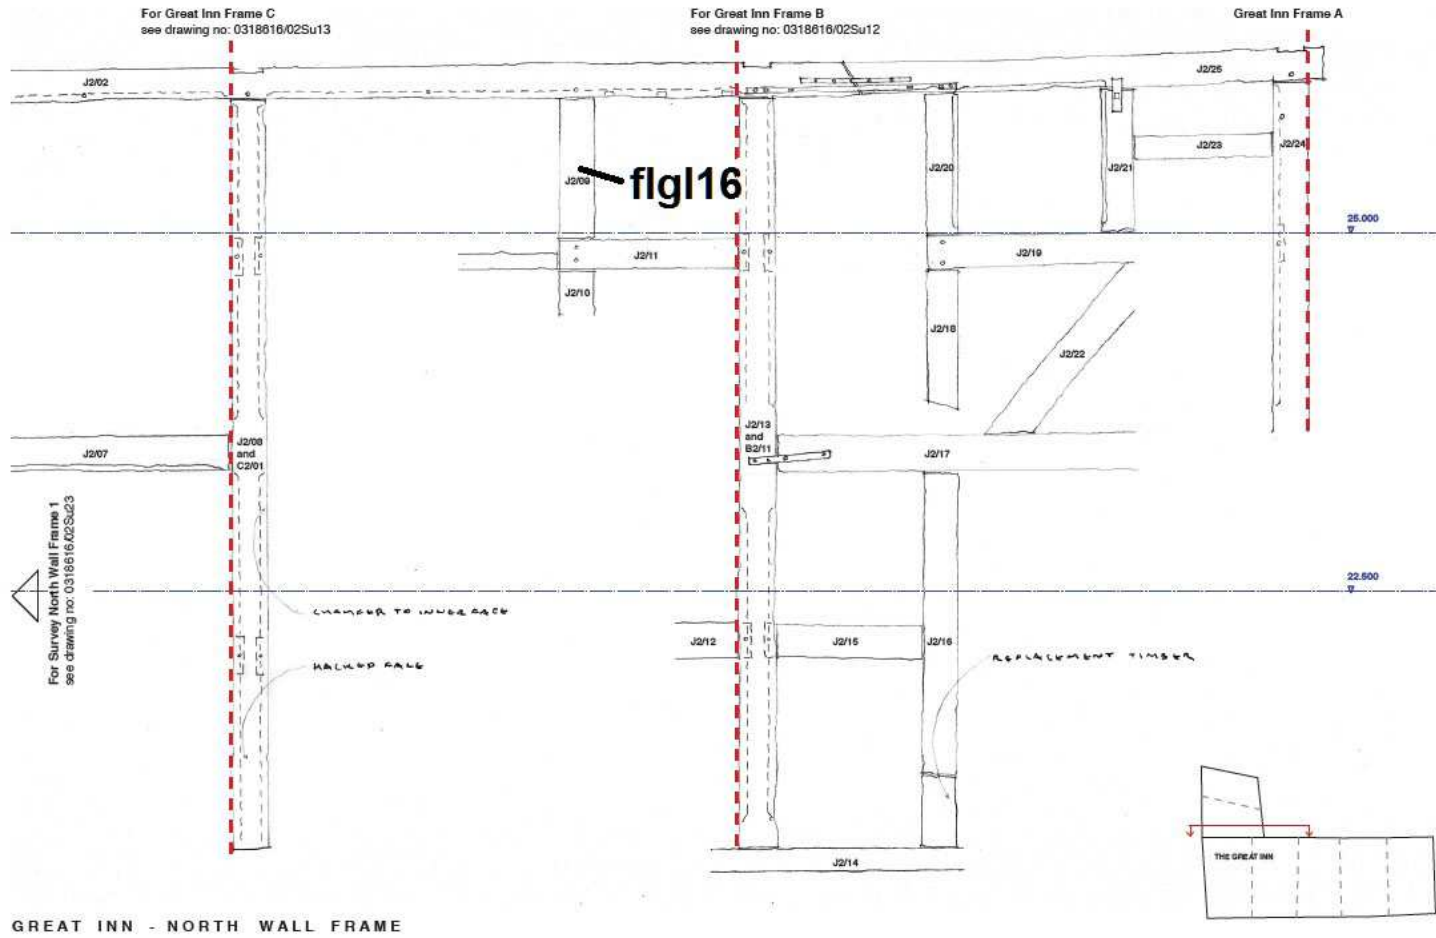 For Great Inn Frame C
see drawing no: 0318616/02Su13
For Great Inn Frame B
see drawing no: 0318616/02Su12
Great Inn Frame A
J2/02
J2/25
J2/23
J2/24
J2/09
flgl16
J2/20
J2/21
25.000
J2/11
J2/19
J2/10
J2/18
J2/22
J2/07
J2/08
and
C2/01
J2/13
and
B2/11
J2/17
For Survey North Wall Frame 1
see drawing no: 0318616/02Su23
22.500
CHAMFER TO INNER FACE
J2/12
J2/15
J2/16
HALVED FACE
REPLACEMENT TIMBER
J2/14
THE GREAT INN
GREAT INN - NORTH WALL FRAME